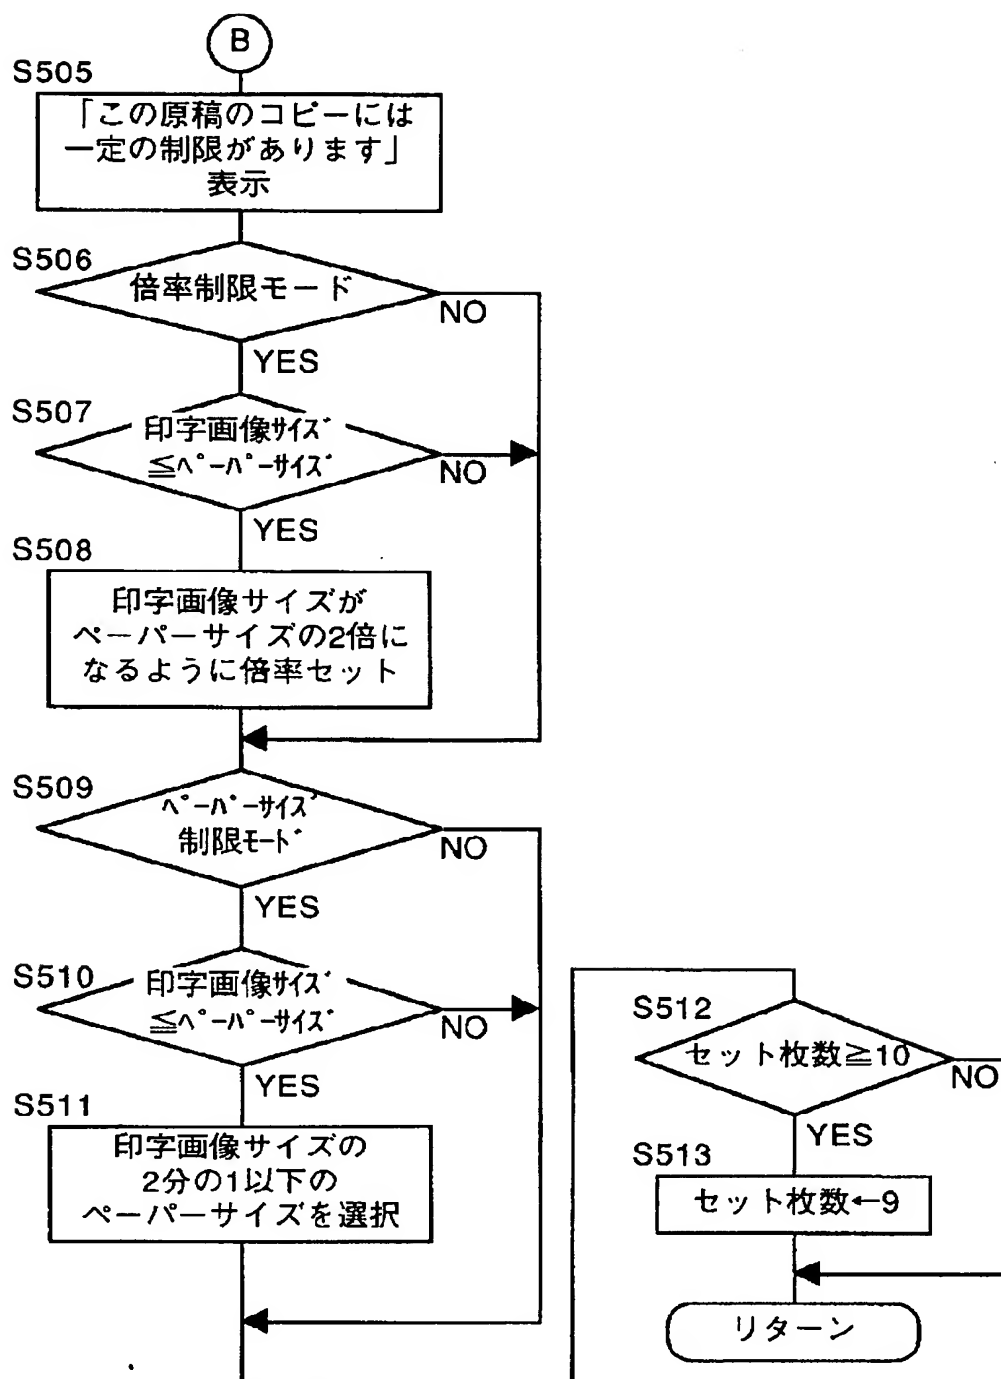 B
S505
「この原稿のコピーには
一定の制限があります」
表示
S506
倍率制限モード
NO
YES
S507
印字画像ｻｲｽﾞ
≦ﾍﾟｰﾊﾟｰｻｲｽﾞ
NO
YES
S508
印字画像サイズが
ペーパーサイズの2倍に
なるように倍率セット
S509
ﾍﾟｰﾊﾟｰｻｲｽﾞ
制限ﾓｰﾄﾞ
NO
YES
S510
印字画像ｻｲｽﾞ
≦ﾍﾟｰﾊﾟｰｻｲｽﾞ
NO
YES
S511
印字画像サイズの
2分の1以下の
ペーパーサイズを選択
S512
セット枚数≧10
NO
YES
S513
セット枚数←9
リターン